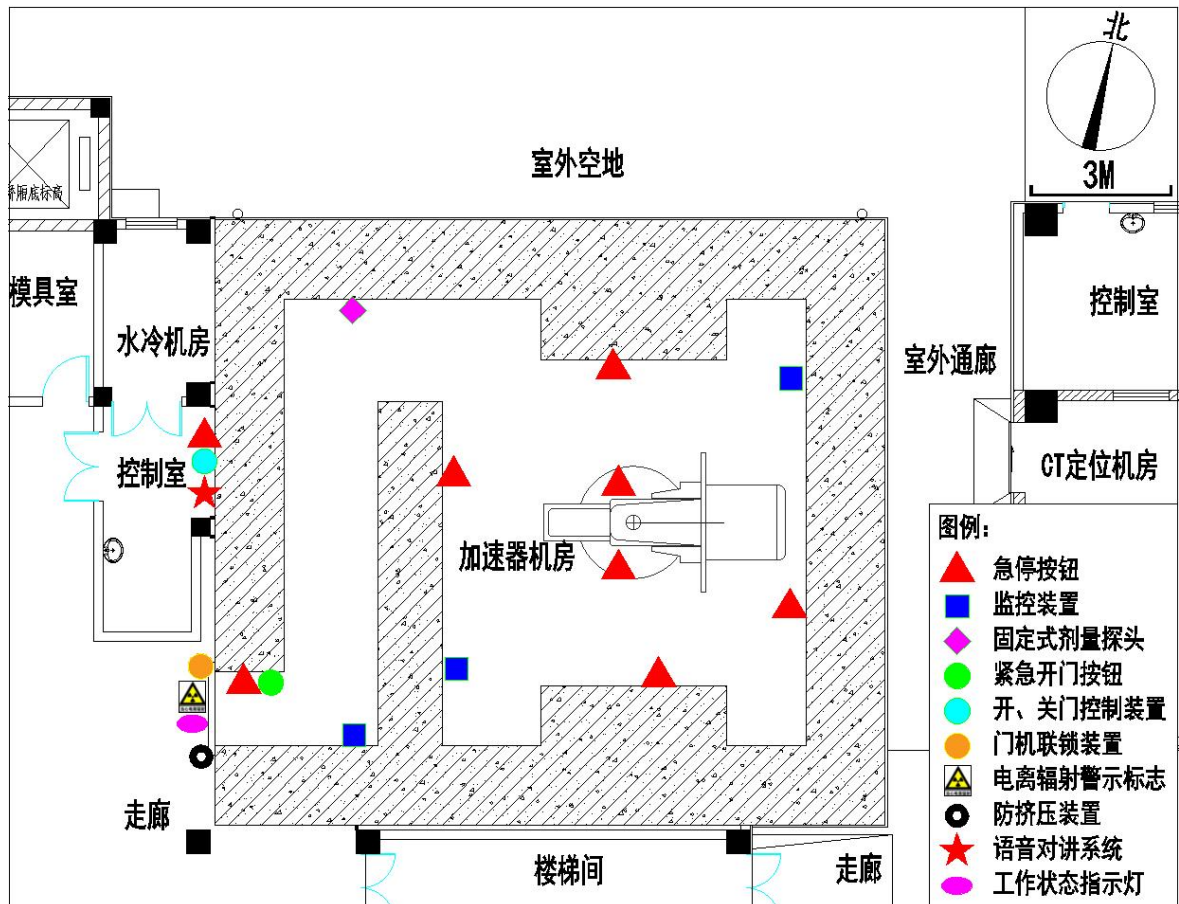 北
3M
室外空地
轿厢底标高
模具室
水冷机房
控制室
室外通廊
控制室
CT定位机房
加速器机房
走廊
楼梯间
走廊
图例:
急停按钮
监控装置
固定式剂量探头
紧急开门按钮
开、关门控制装置
门机联锁装置
电离辐射警示标志
防挤压装置
语音对讲系统
工作状态指示灯